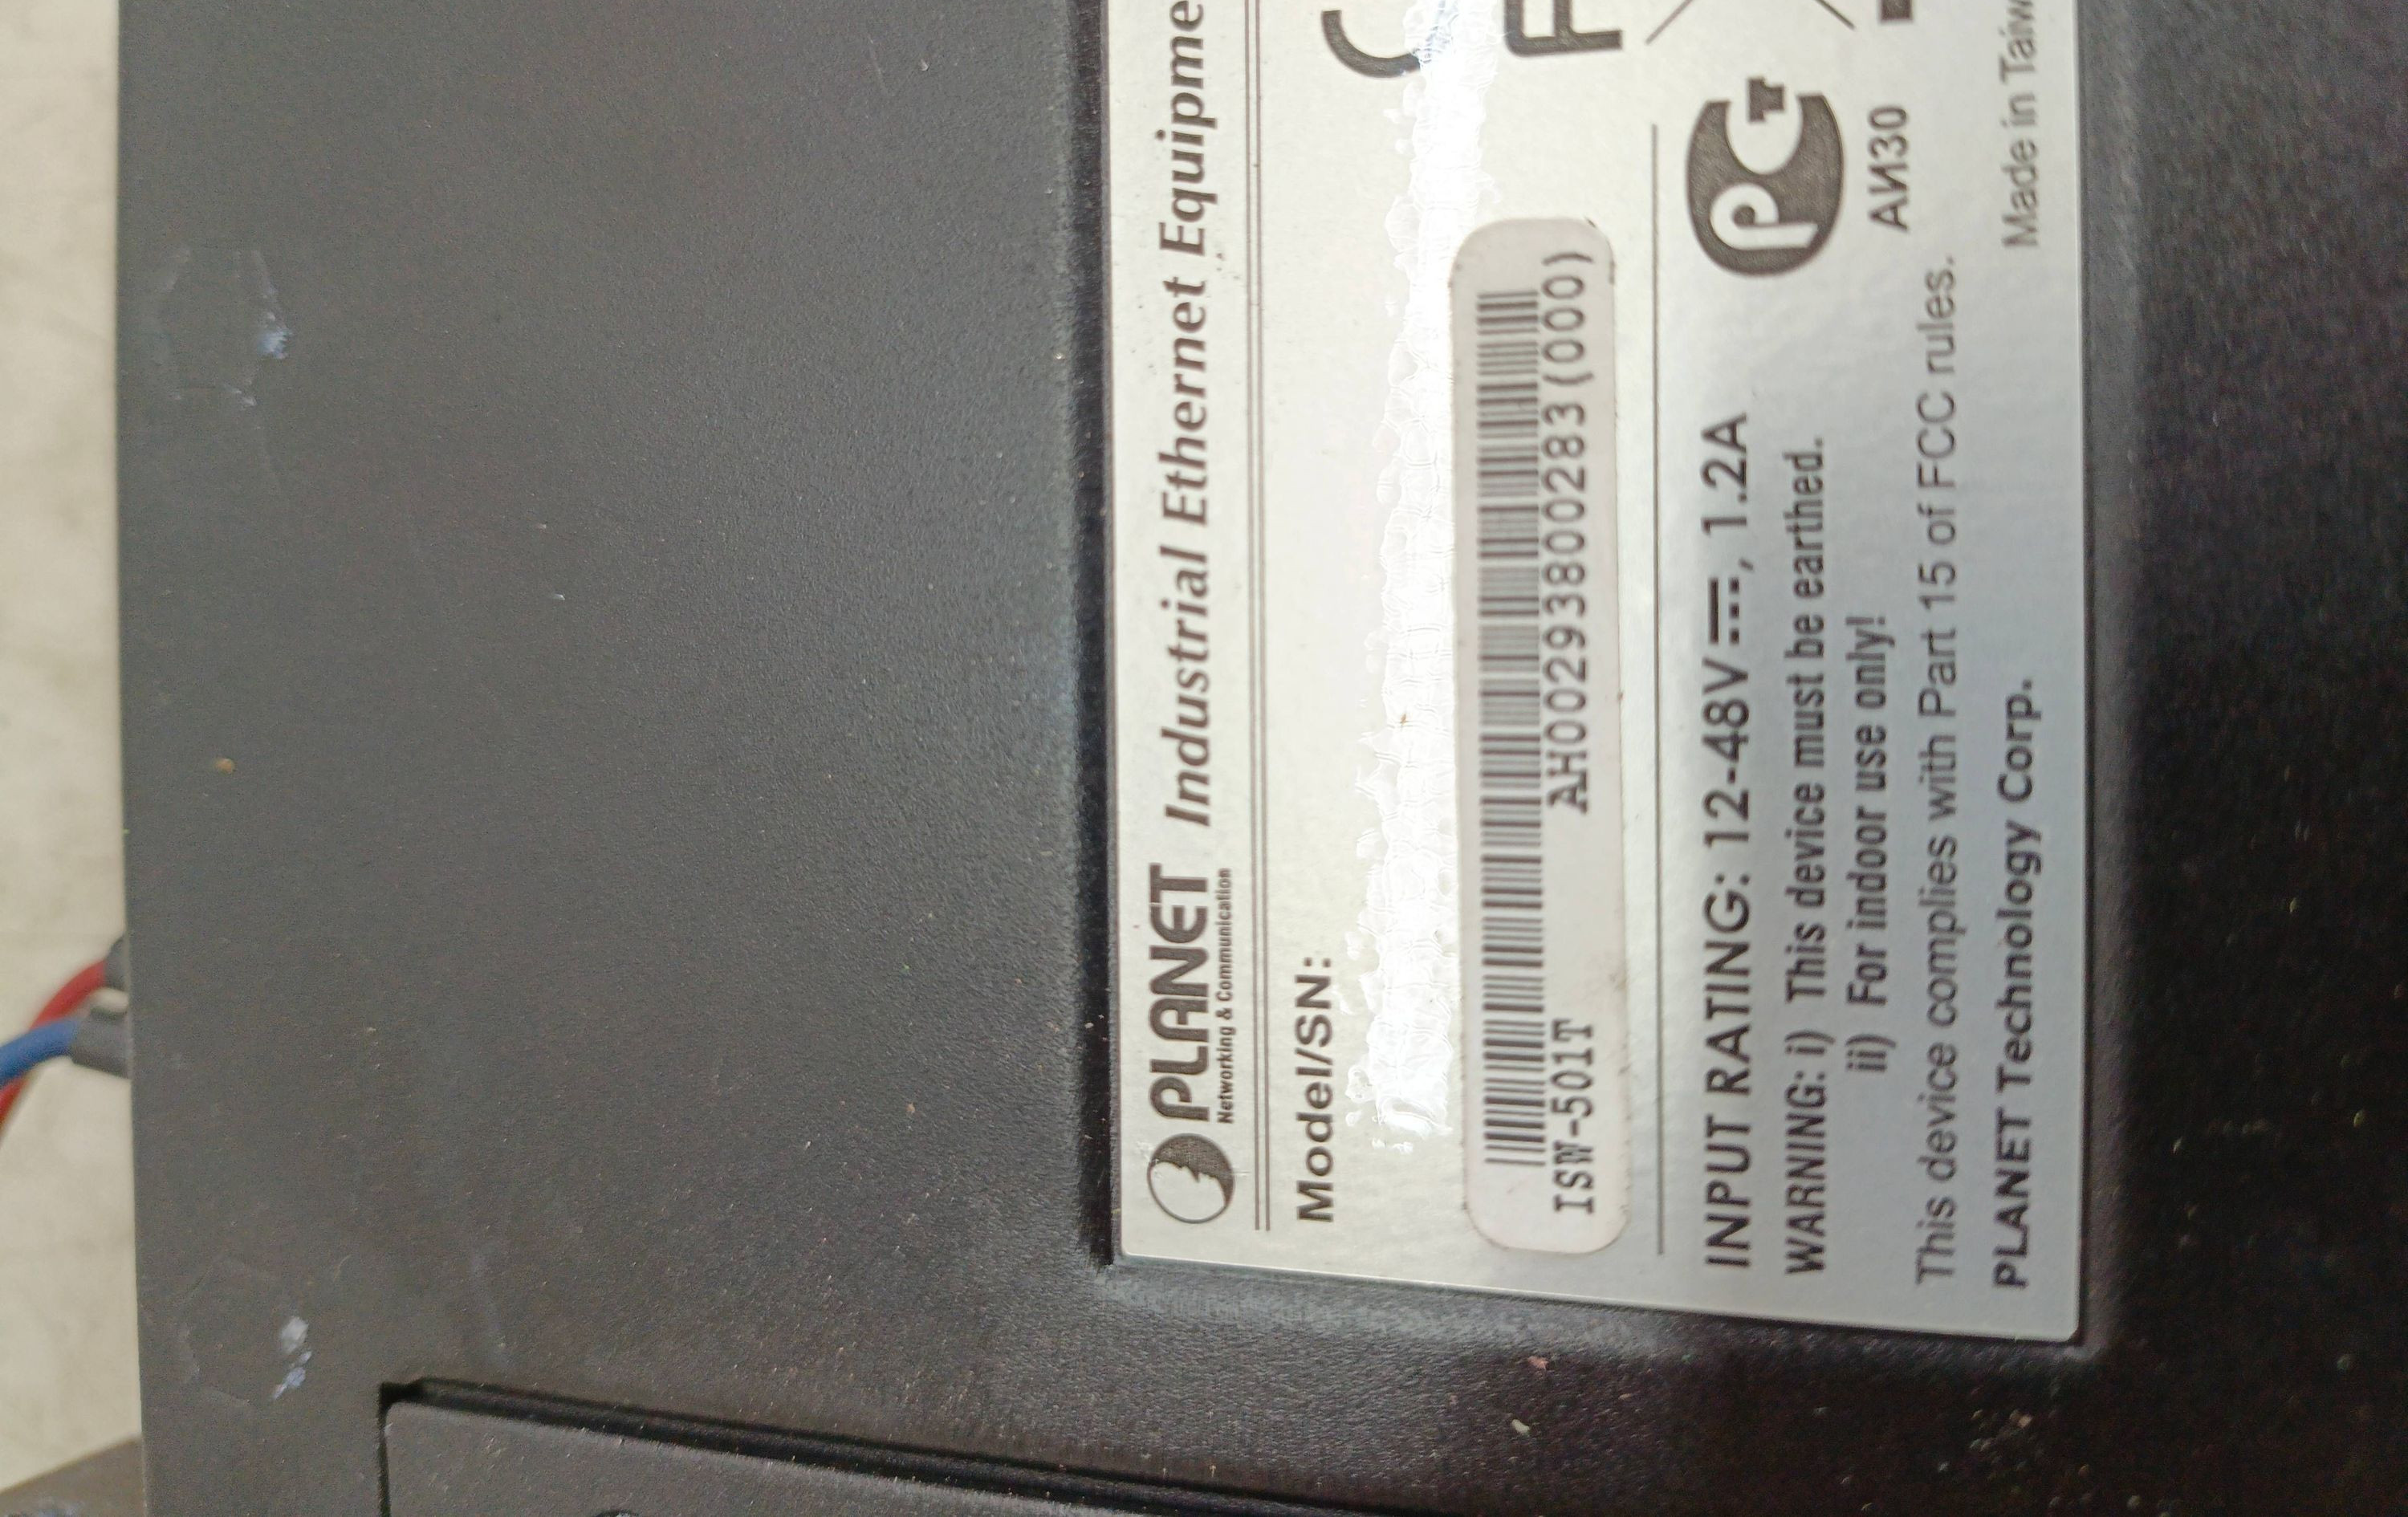 PLANET Industrial Ethernet Equipme
Networking & Communication
Model/SN:
ISW-501T AH00293800283(000)
INPUT RATING: 12-48V⎓, 1.2A
WARNING: i) This device must be earthed.
ii) For indoor use only!
This device complies with Part 15 of FCC rules.
PLANET Technology Corp.
Made in Taiw
C
F
PG
АИ30